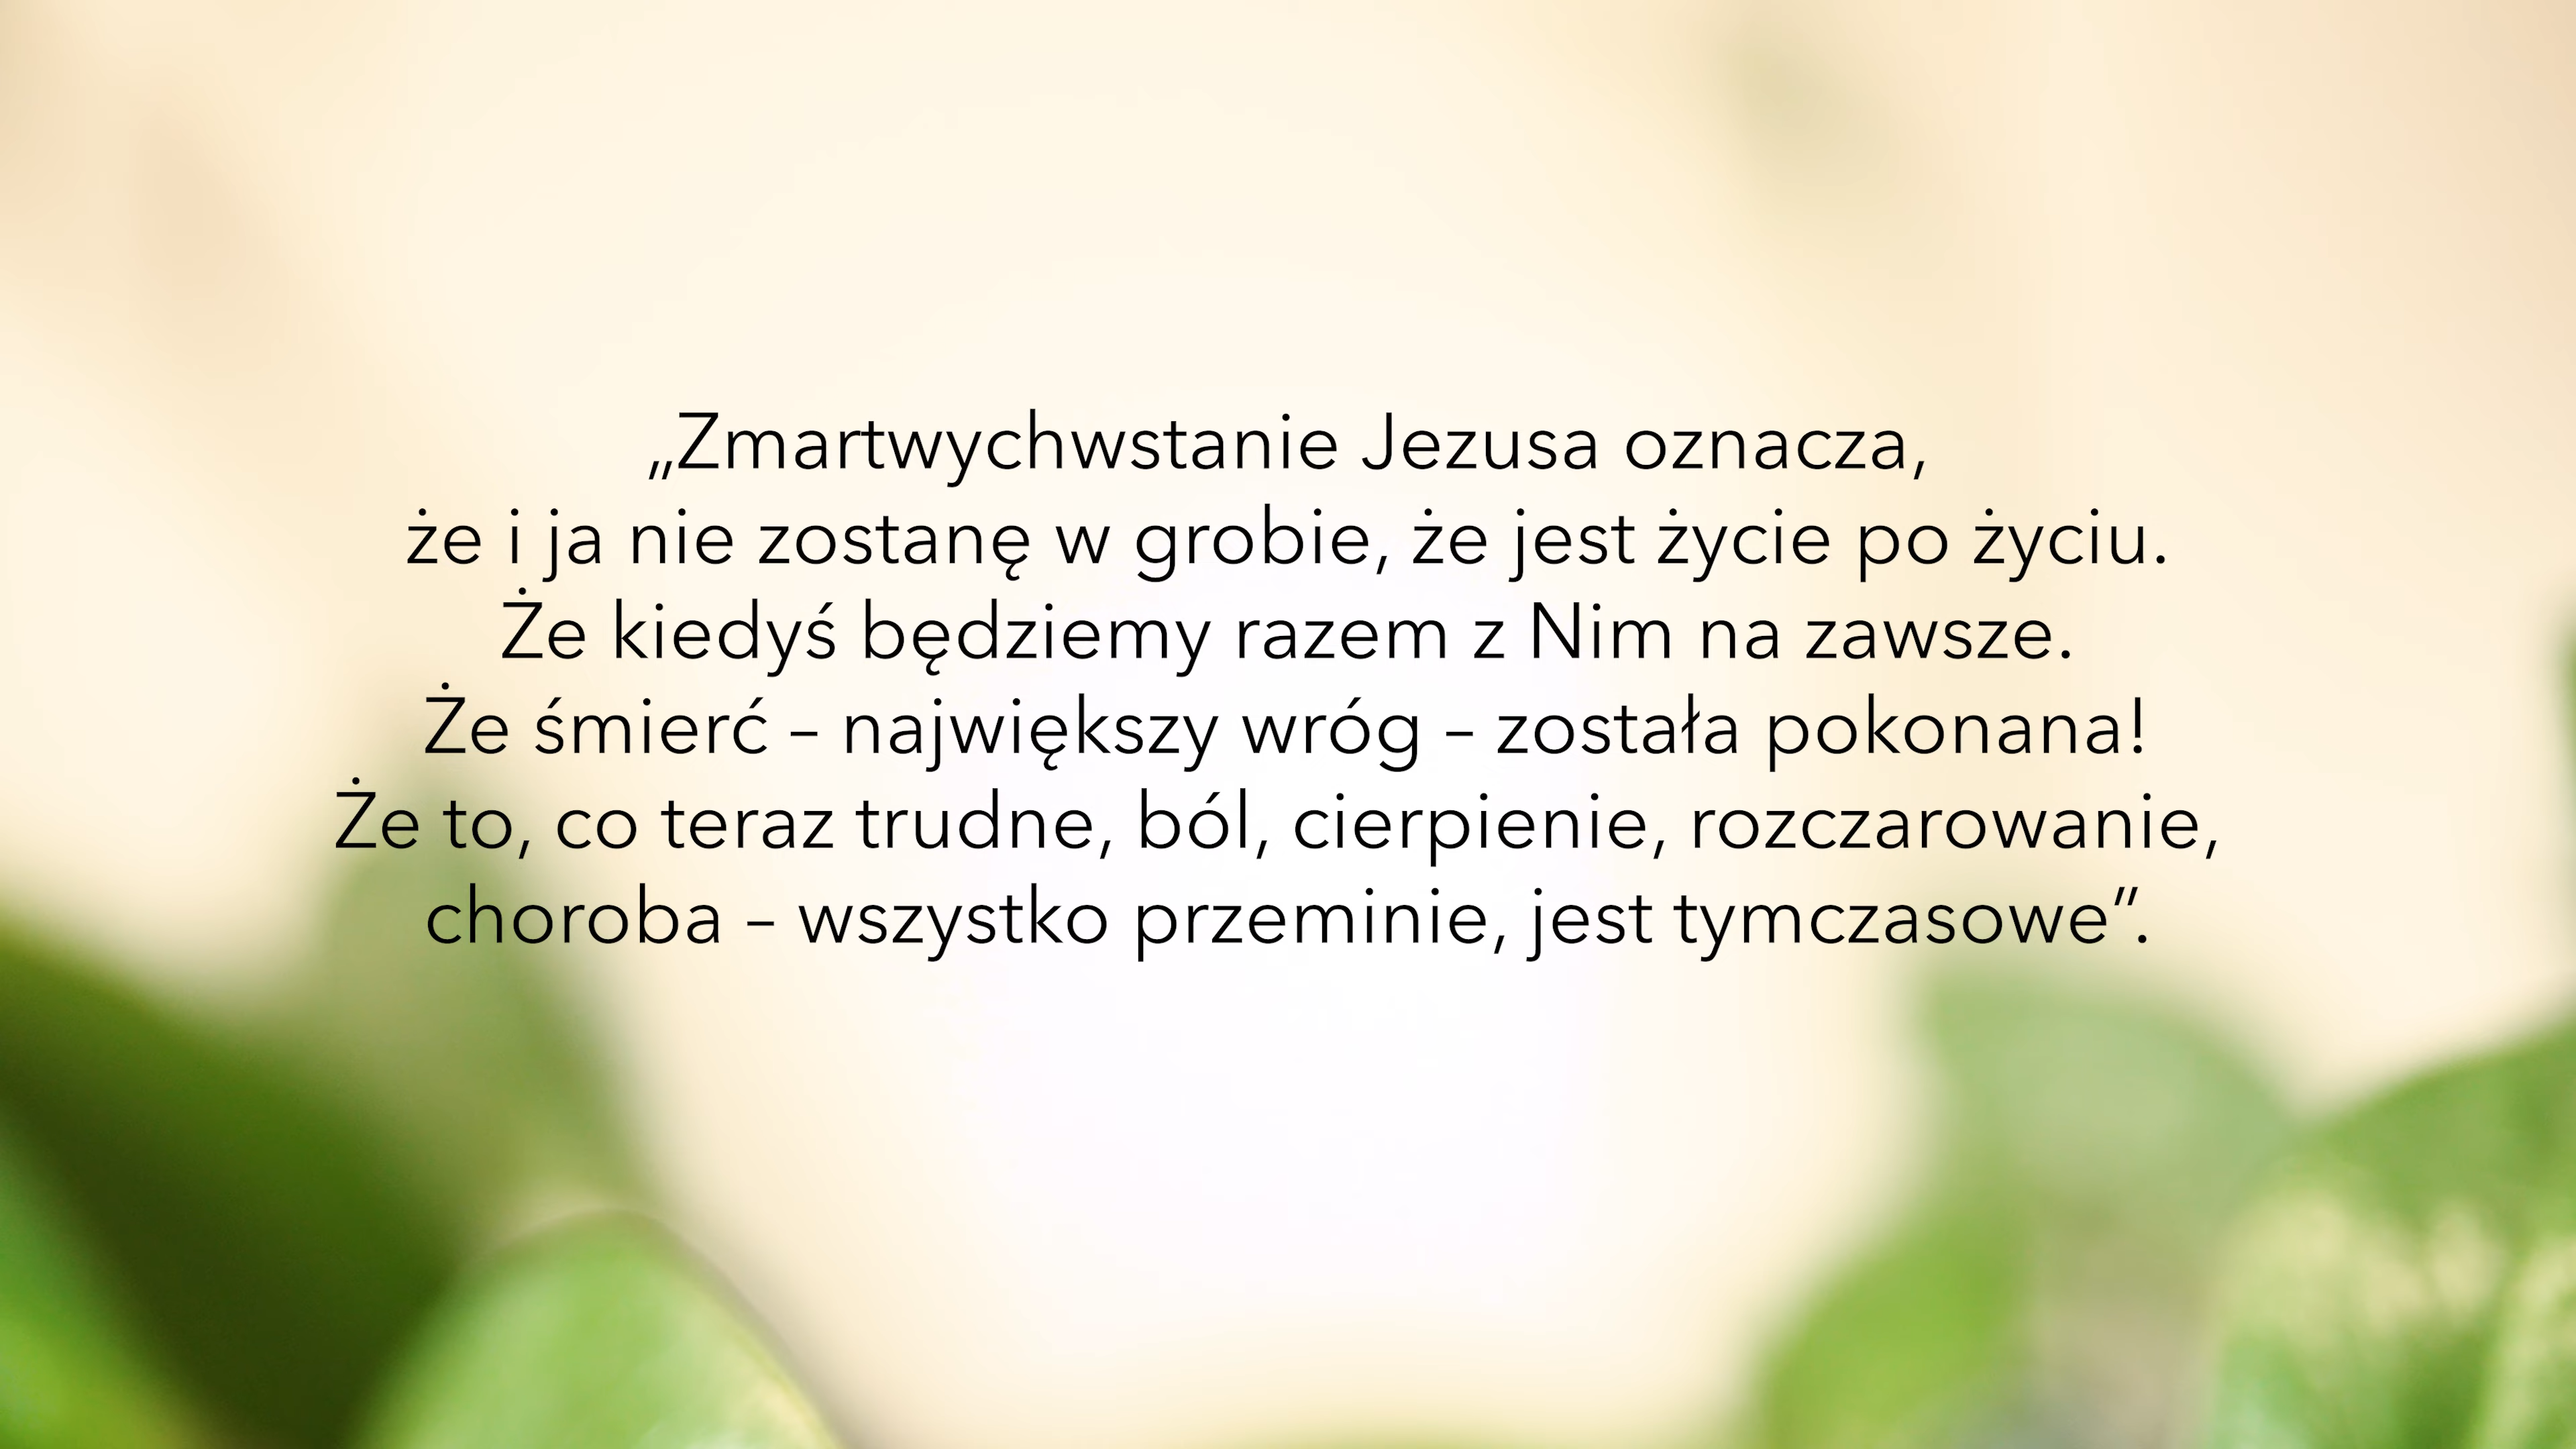 „Zmartwychwstanie Jezusa oznacza,
że i ja nie zostanę w grobie, że jest życie po życiu.
Że kiedyś będziemy razem z Nim na zawsze.
Że śmierć – największy wróg – została pokonana!
Że to, co teraz trudne, ból, cierpienie, rozczarowanie,
choroba – wszystko przeminie, jest tymczasowe”.